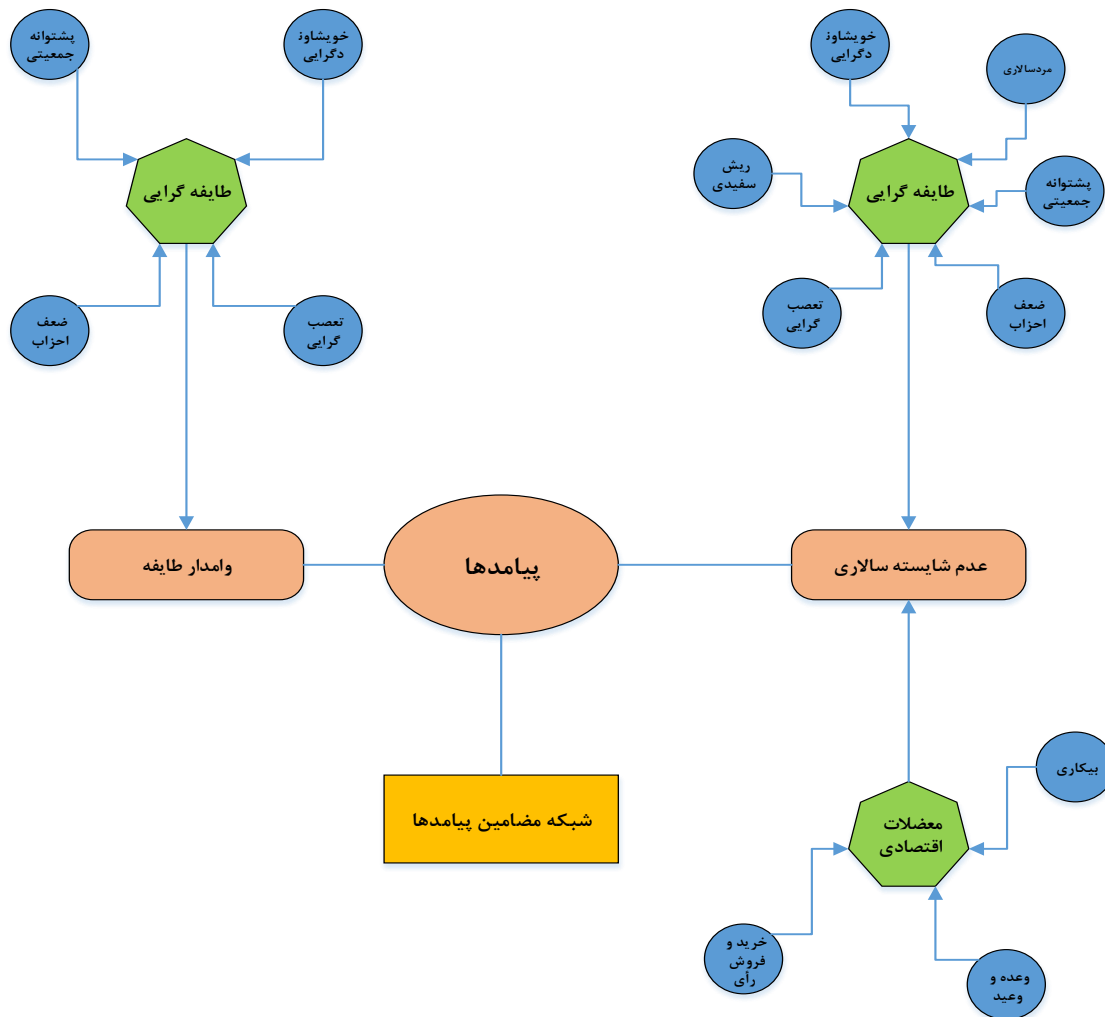 خویشاوند
دگرایی
مردسالاری
ریش
سفیدی
طایفه گرایی
پشتوانه
جمعیتی
تعصب
گرایی
ضعف
احزاب
پشتوانه
جمعیتی
خویشاوند
دگرایی
طایفه گرایی
ضعف
احزاب
تعصب
گرایی
عدم شایسته سالاری
پیامدها
وامدار طایفه
شبکه مضامین پیامدها
بیکاری
معضلات
اقتصادی
خرید و
فروش
رأی
وعده و
وعید